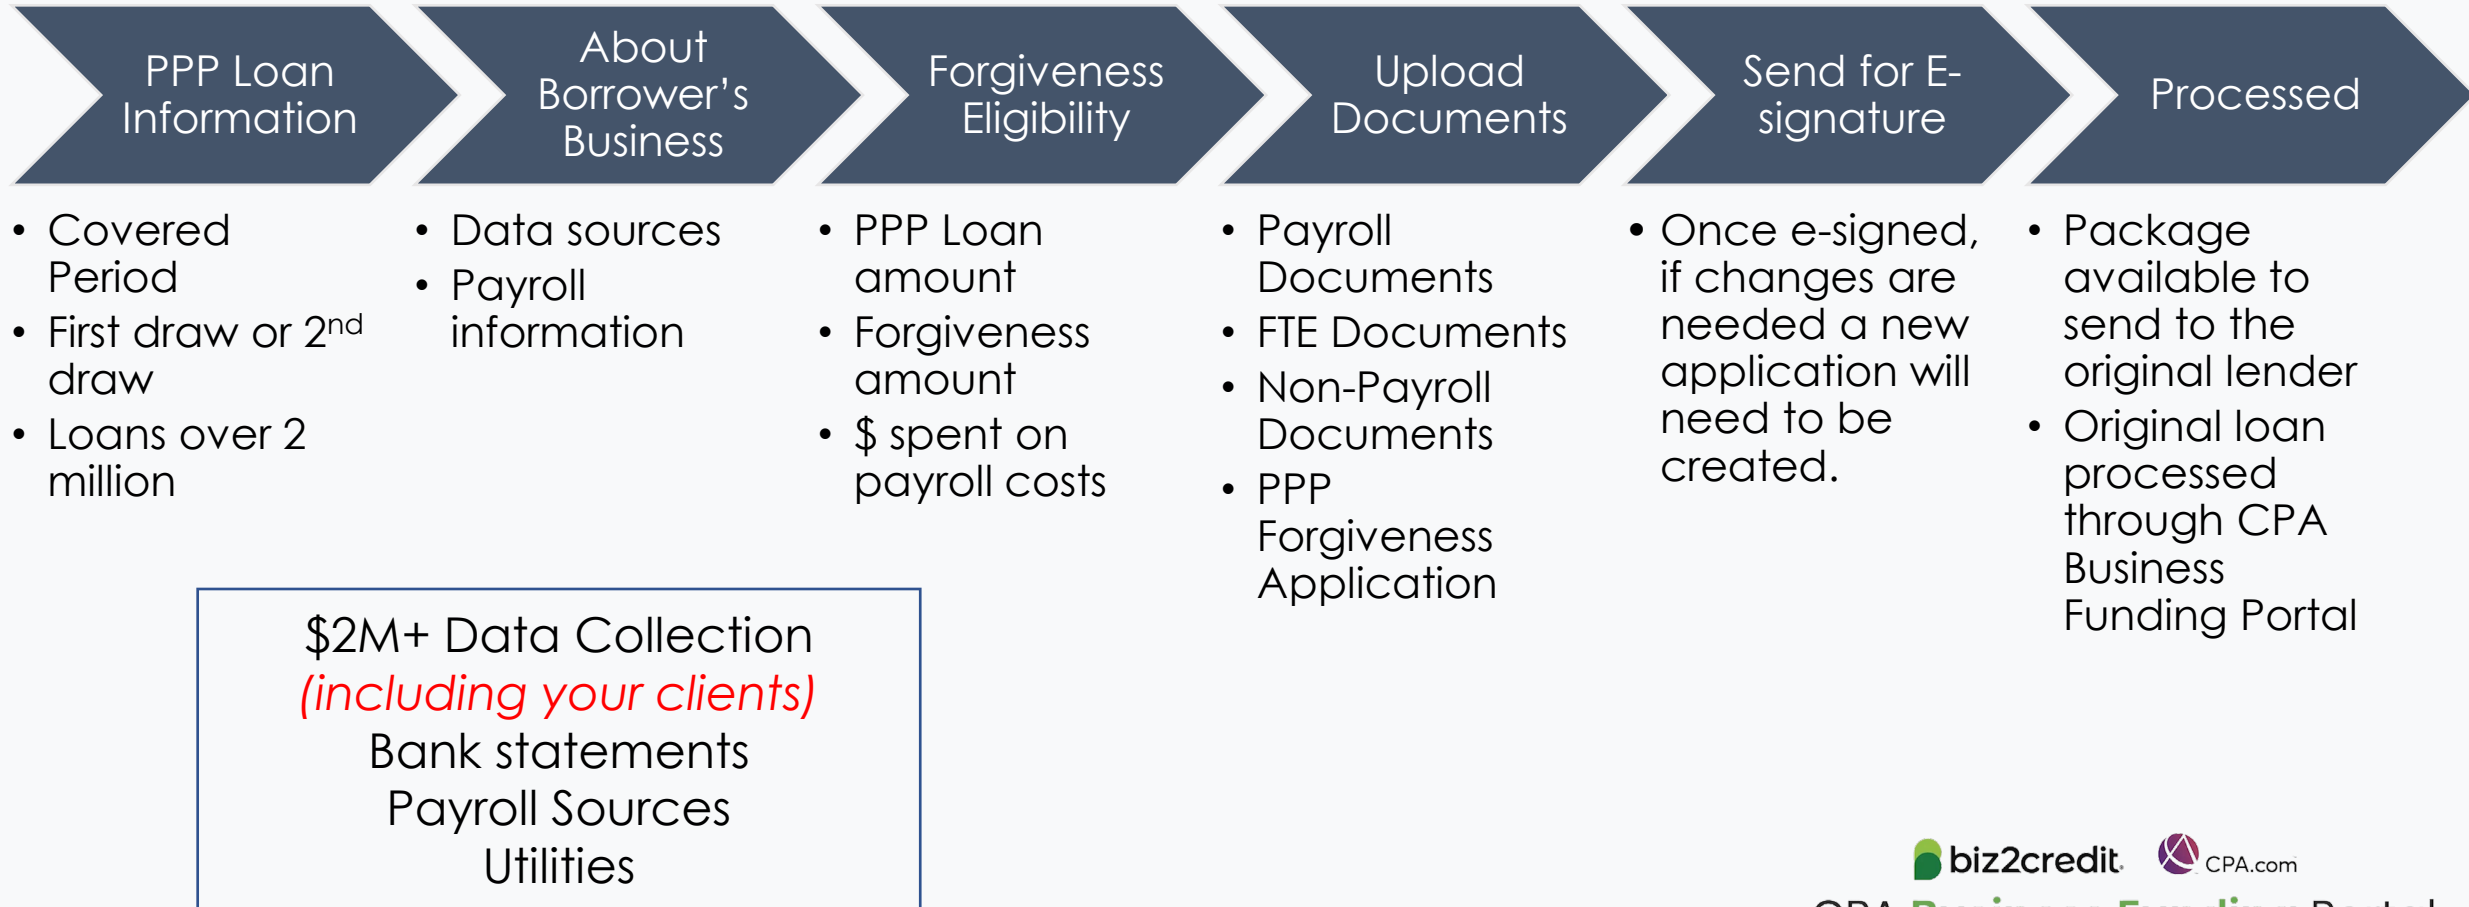 PPP Loan
Information
About
Borrower’s
Business
Forgiveness
Eligibility
Upload
Documents
Send for E-
signature
Processed
• Covered
Period
• First draw or 2nd
draw
• Loans over 2
million
• Data sources
• Payroll
information
• PPP Loan
amount
• Forgiveness
amount
• $ spent on
payroll costs
• Payroll
Documents
• FTE Documents
• Non-Payroll
Documents
• PPP
Forgiveness
Application
• Once e-signed,
if changes are
needed a new
application will
need to be
created.
• Package
available to
send to the
original lender
• Original loan
processed
through CPA
Business
Funding Portal
$2M+ Data Collection
(including your clients)
Bank statements
Payroll Sources
Utilities
biz2credit. CPA.com
CPA Business Funding Portal